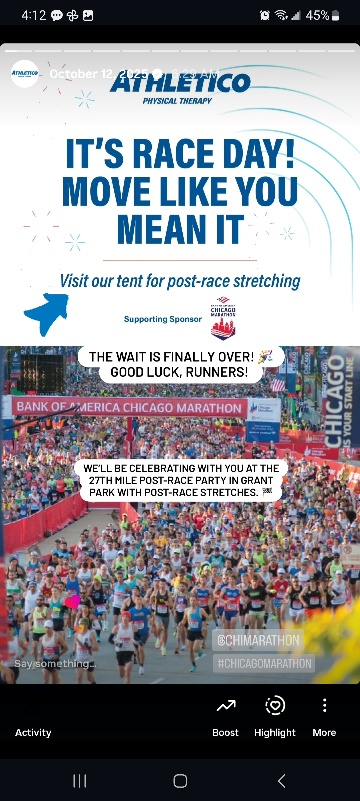 4:12
45%
ATHLETICO
October 12, 2025
ATHLETICO
PHYSICAL THERAPY
IT'S RACE DAY!
MOVE LIKE YOU
MEAN IT
Visit our tent for post-race stretching
Supporting Sponsor
BANK OF AMERICA
CHICAGO
MARATHON
THE WAIT IS FINALLY OVER! 🎉
GOOD LUCK, RUNNERS!
BANK OF AMERICA CHICAGO MARATHON
CHICAGO
START LINE
WE'LL BE CELEBRATING WITH YOU AT THE
27TH MILE POST-RACE PARTY IN GRANT
PARK WITH POST-RACE STRETCHES. 🏁
@CHIMARATHON
#CHICAGOMARATHON
Say something...
Activity
Boost
Highlight
More